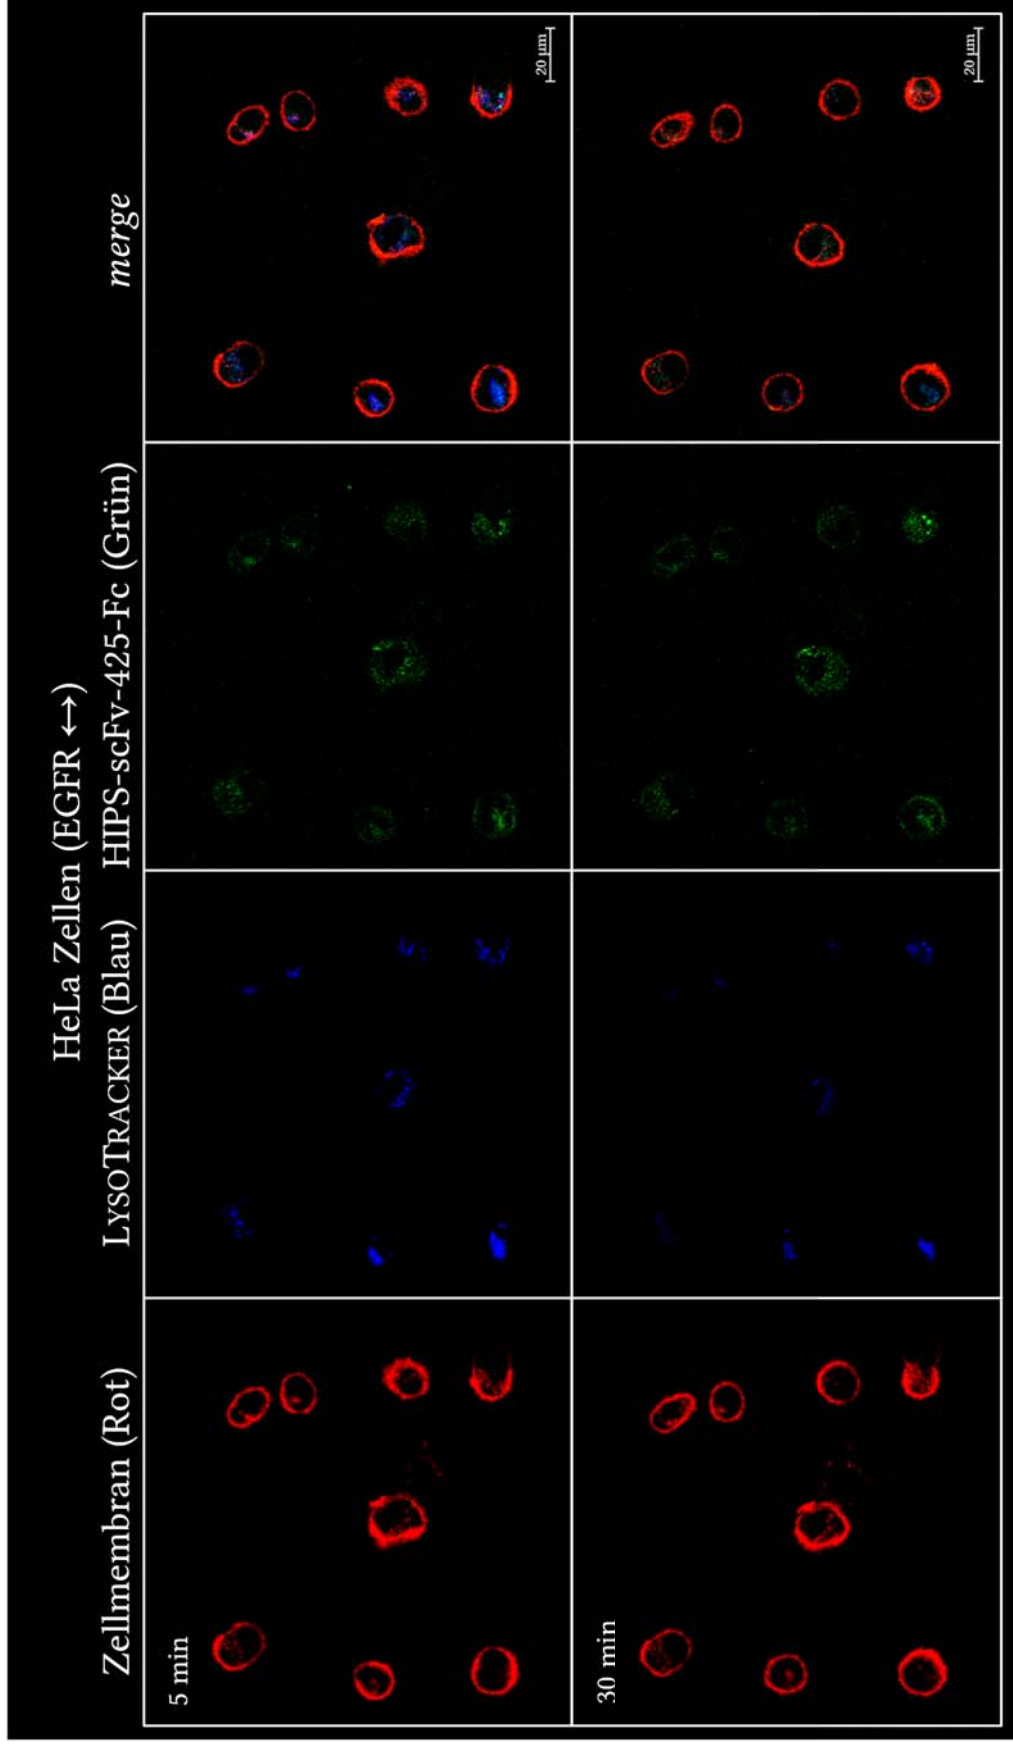 HeLa Zellen (EGFR ↔)
Zellmembran (Rot)
LYSOTRACKER (Blau)
HIPS-scFv-425-Fc (Grün)
merge
5 min
20 µm
30 min
20 µm